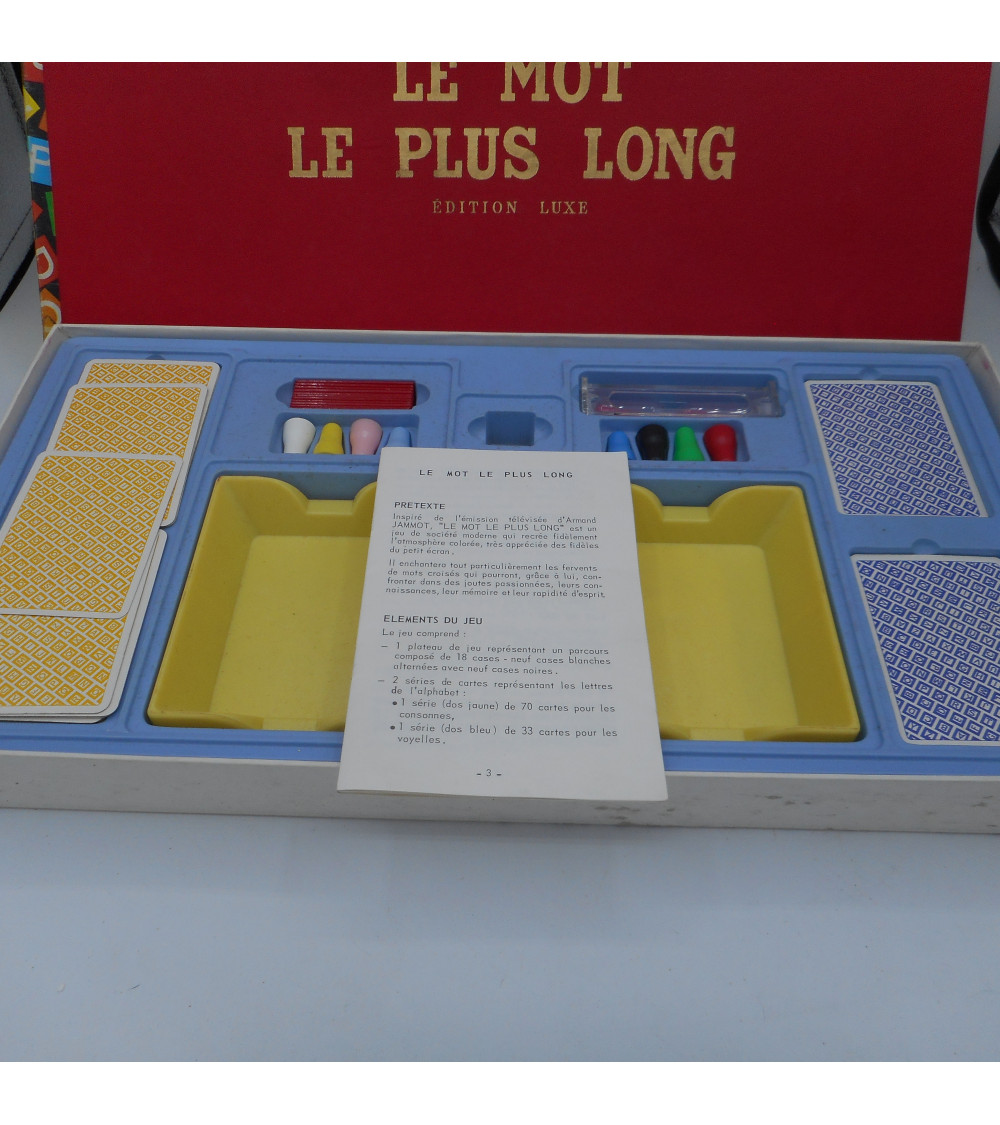 LE MOT
LE PLUS LONG
ÉDITION LUXE
LE MOT LE PLUS LONG
PRETEXTE
Inspiré de l'émission télévisée d'Armand
JAMMOT, "LE MOT LE PLUS LONG" est un
jeu de société moderne qui recrée fidèlement
l'atmosphère colorée, très appréciée des fidèles
du petit écran.
Il enchantera tout particulièrement les fervents
de mots croisés qui pourront, grâce à lui, con-
fronter dans des joutes passionnées, leurs con-
naissances, leur mémoire et leur rapidité d'esprit.
ELEMENTS DU JEU
Le jeu comprend :
– 1 plateau de jeu représentant un parcours
composé de 18 cases - neuf cases blanches
alternées avec neuf cases noires.
– 2 séries de cartes représentant les lettres
de l'alphabet :
• 1 série (dos jaune) de 70 cartes pour les
consonnes,
• 1 série (dos bleu) de 33 cartes pour les
voyelles.
- 3 -